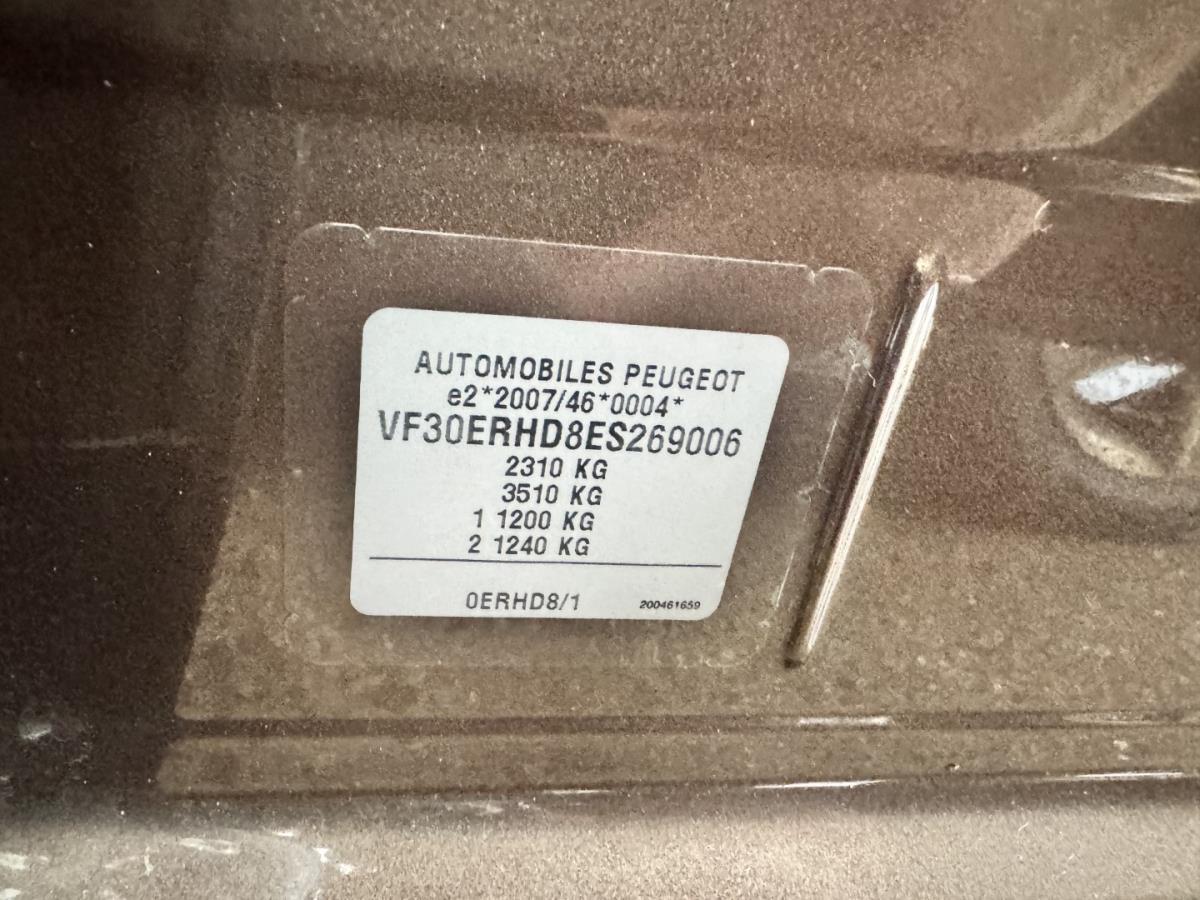 AUTOMOBILES PEUGEOT
e2*2007/46*0004*
VF30ERHD8ES269006
2310 KG
3510 KG
1 1200 KG
2 1240 KG
0ERHD8/1
200461659